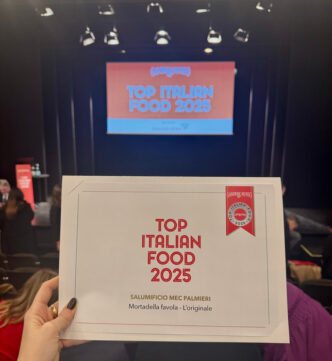 TOP ITALIAN
FOOD 2025
TOP
ITALIAN
FOOD
2025
SALUMIFICIO MEC PALMIERI
Mortadella favola - L'originale